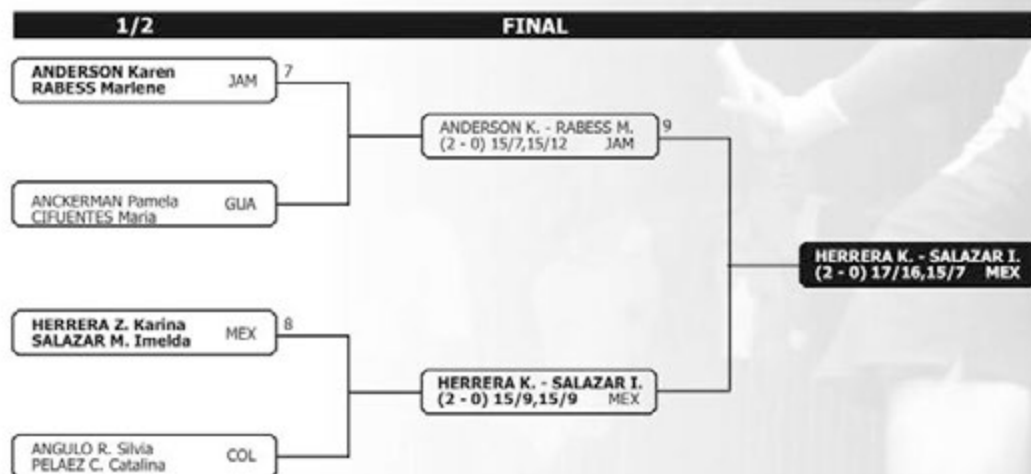 1/2 FINAL
ANDERSON Karen
RABESS Marlene JAM
7
ANCKERMAN Pamela
CIFUENTES Maria GUA
HERRERA Z. Karina
SALAZAR M. Imelda MEX
8
ANGULO R. Silvia
PELAEZ C. Catalina COL
ANDERSON K. - RABESS M.
(2 - 0) 15/7,15/12 JAM
9
HERRERA K. - SALAZAR I.
(2 - 0) 15/9,15/9 MEX
HERRERA K. - SALAZAR I.
(2 - 0) 17/16,15/7 MEX